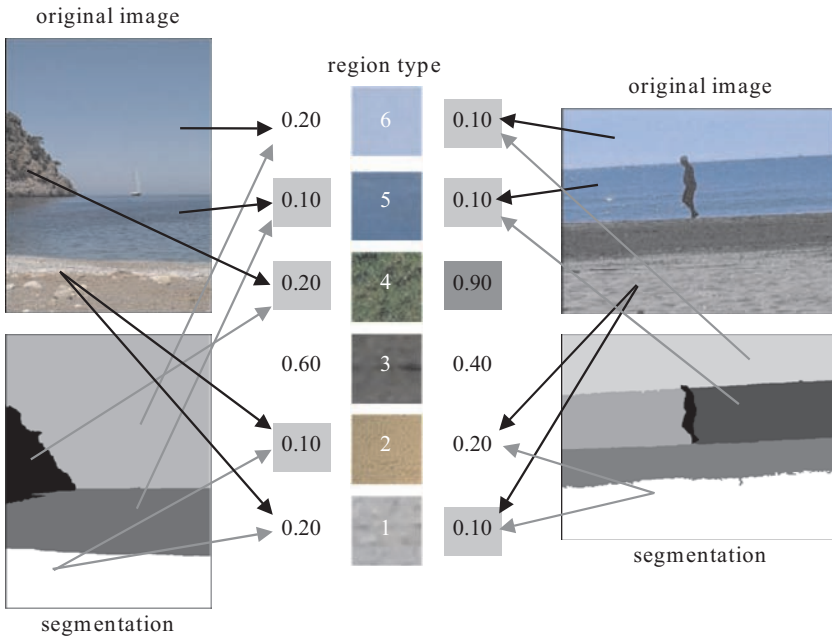 original image
region type
original image
0.20 6 0.10
0.10 5 0.10
0.20 4 0.90
0.60 3 0.40
0.10 2 0.20
0.20 1 0.10
segmentation
segmentation